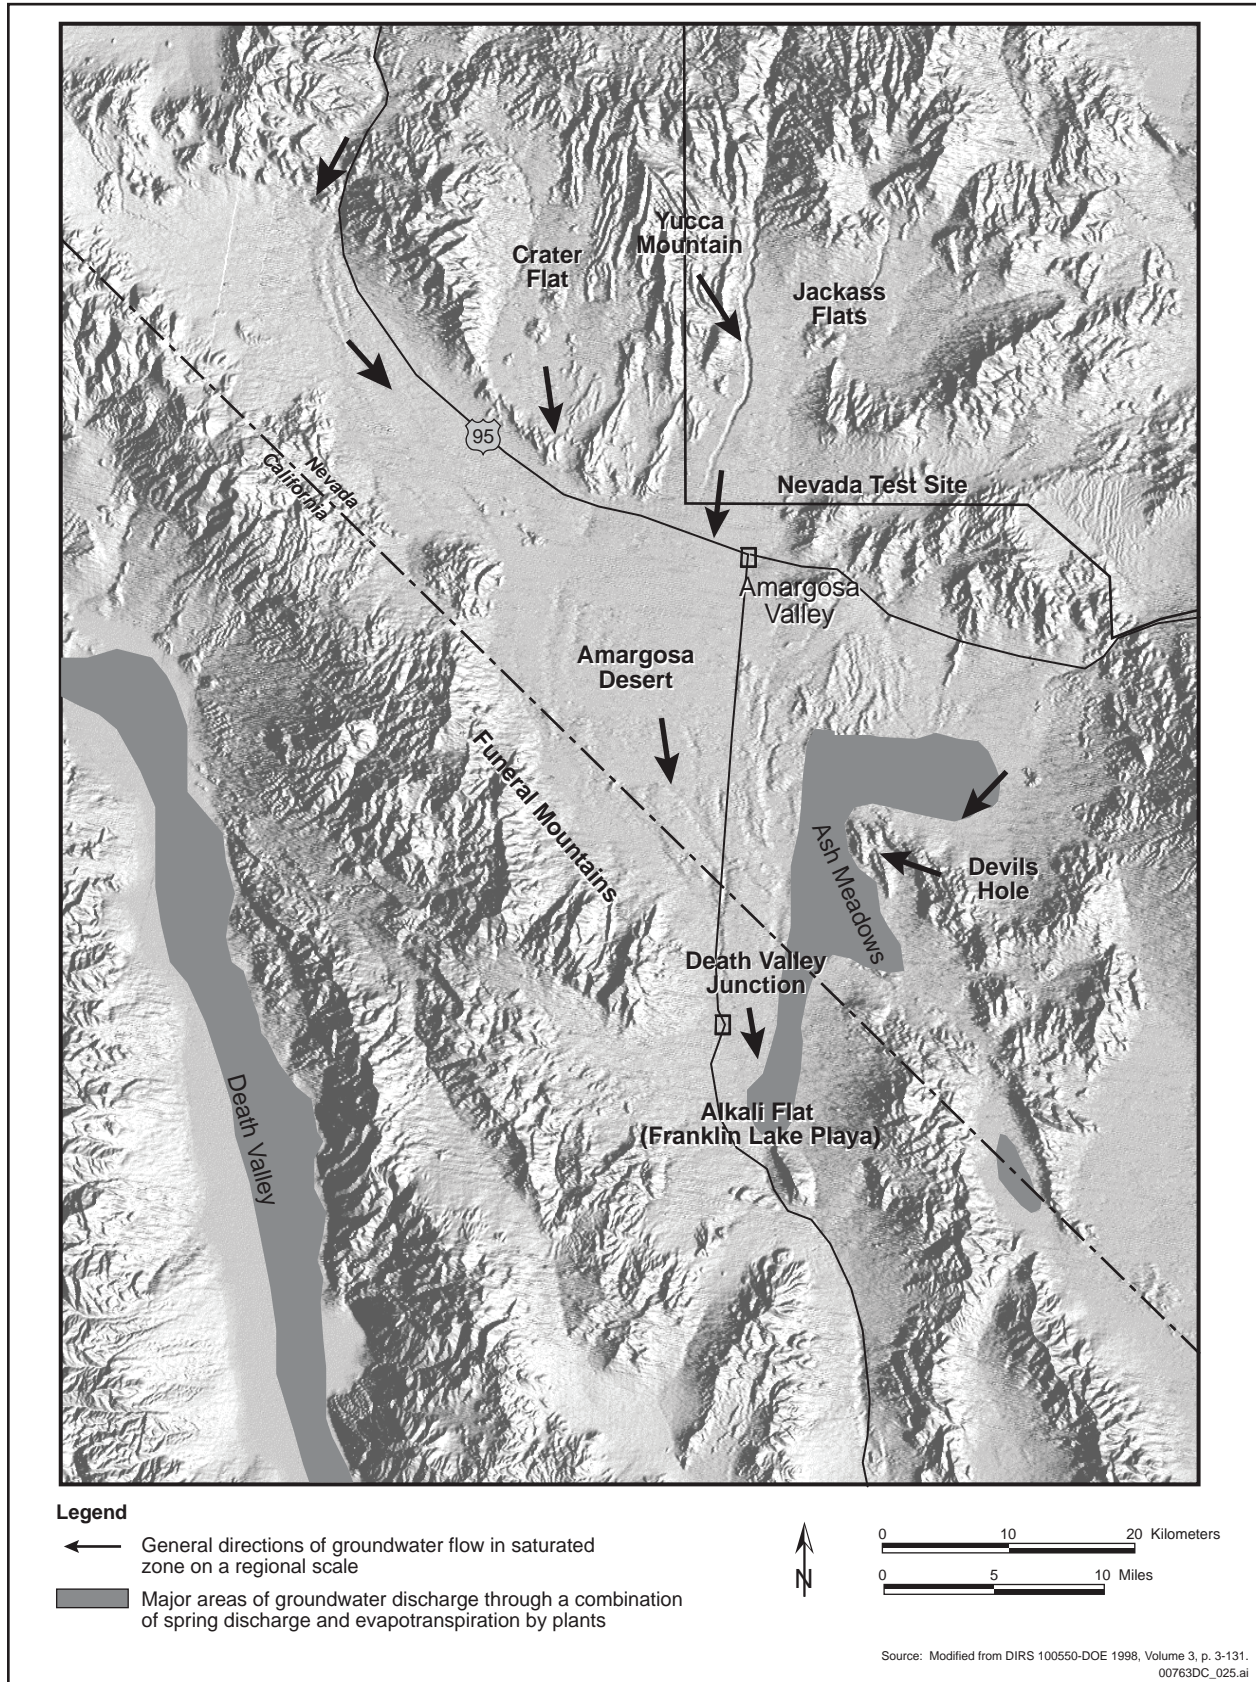 Yucca
Mountain
Crater
Flat
Jackass
Flats
95
Nevada
California
Nevada Test Site
Amargosa
Valley
Amargosa
Desert
Funeral Mountains
Ash Meadows
Devils
Hole
Death Valley
Junction
Death Valley
Alkali Flat
(Franklin Lake Playa)
Legend
General directions of groundwater flow in saturated
zone on a regional scale
Major areas of groundwater discharge through a combination
of spring discharge and evapotranspiration by plants
N
0 10 20 Kilometers
0 5 10 Miles
Source: Modified from DIRS 100550-DOE 1998, Volume 3, p. 3-131.
00763DC_025.ai